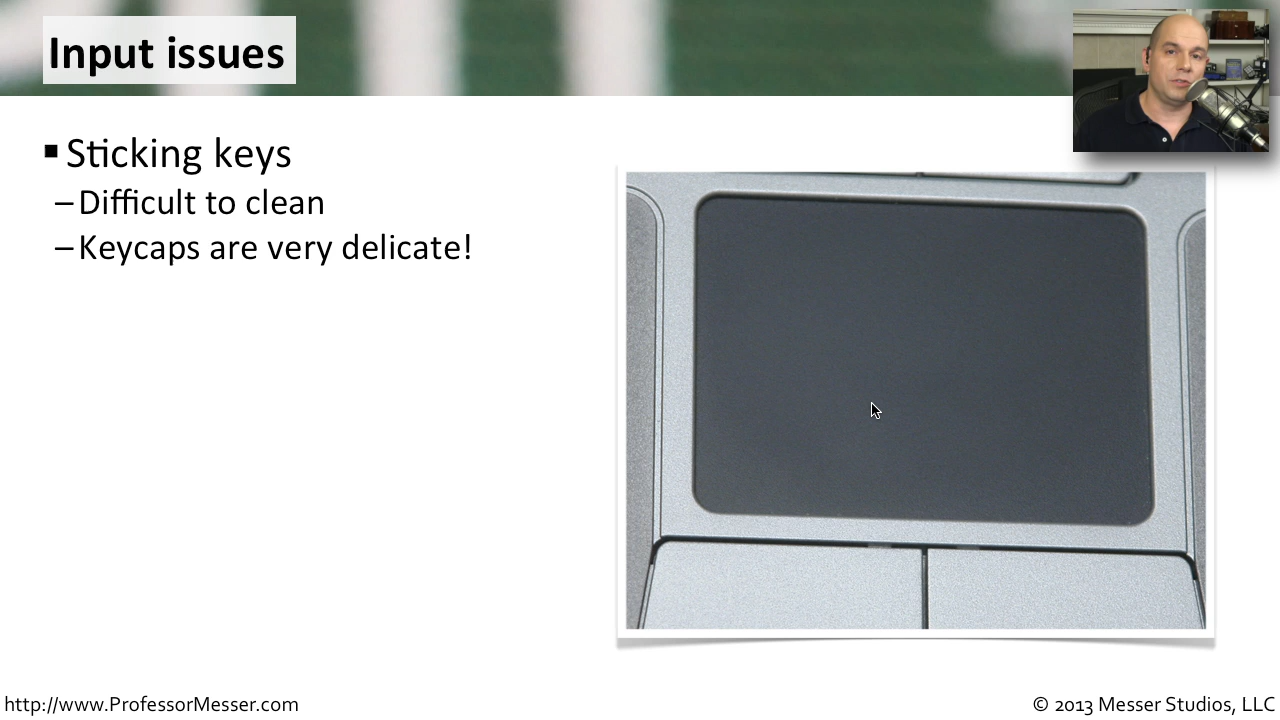 Input issues
▪ Sticking keys
– Difficult to clean
– Keycaps are very delicate!
http://www.ProfessorMesser.com
© 2013 Messer Studios, LLC